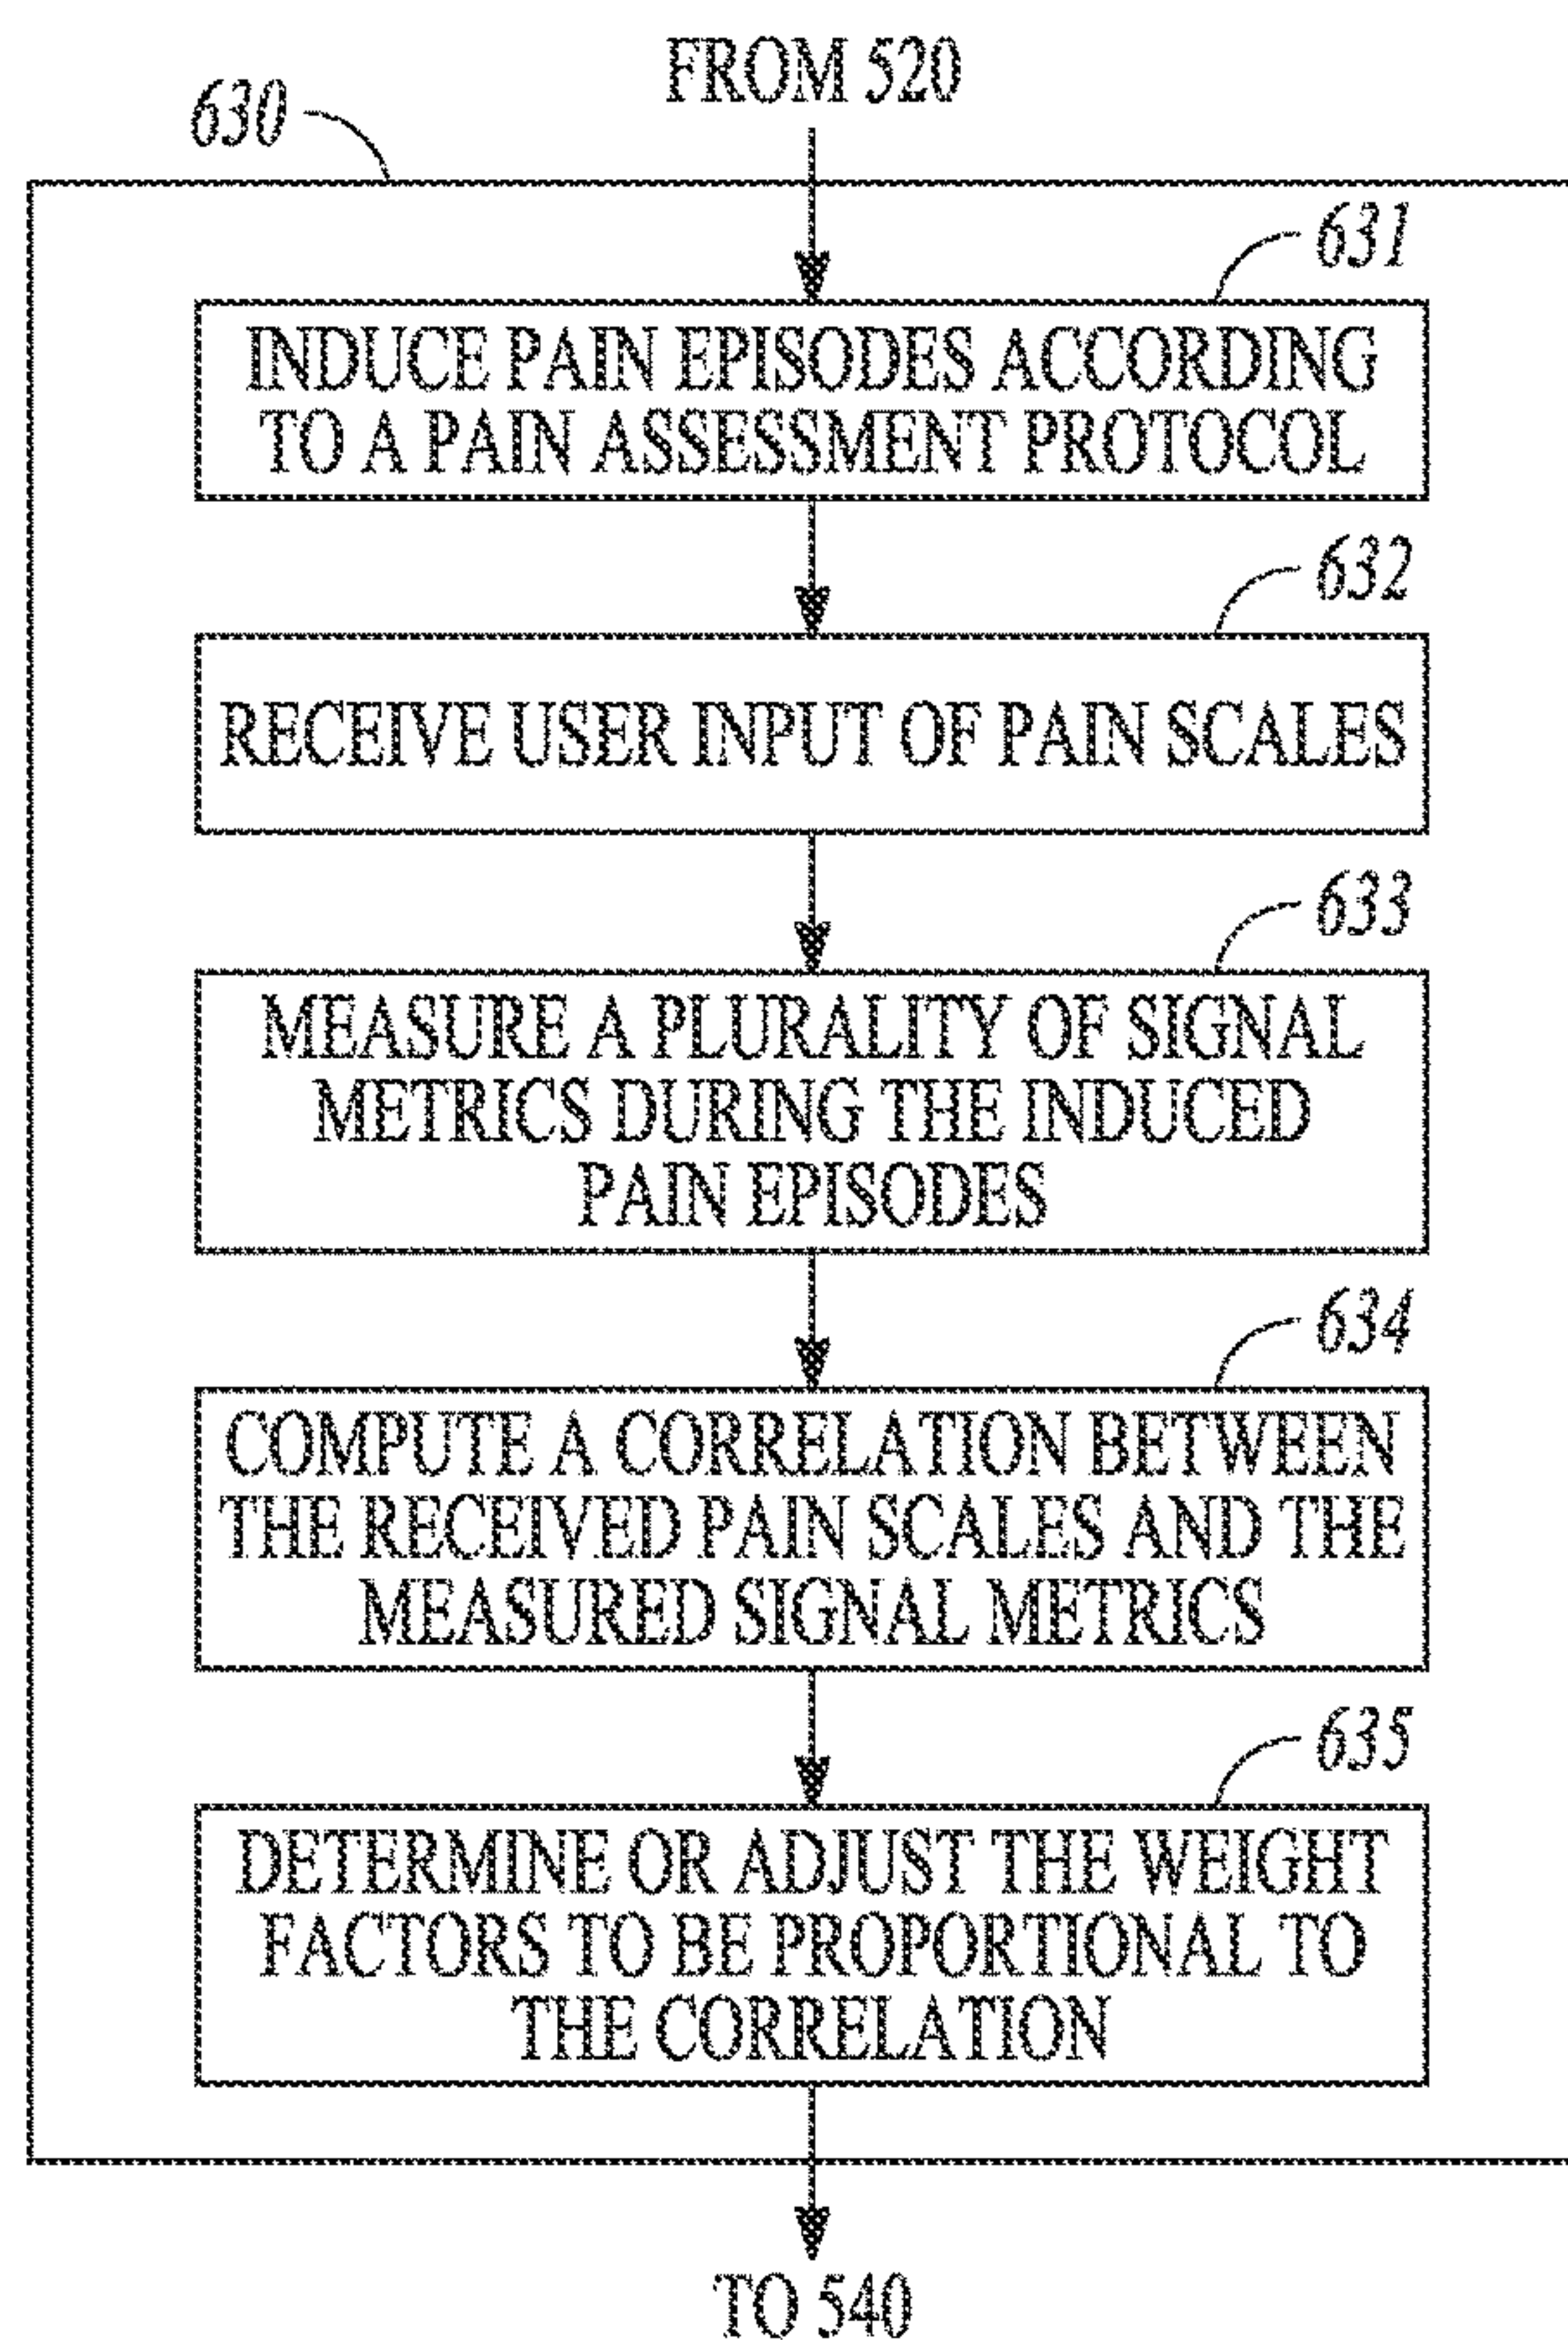 FROM 520
630
631
INDUCE PAIN EPISODES ACCORDING
TO A PAIN ASSESSMENT PROTOCOL
632
RECEIVE USER INPUT OF PAIN SCALES
633
MEASURE A PLURALITY OF SIGNAL
METRICS DURING THE INDUCED
PAIN EPISODES
634
COMPUTE A CORRELATION BETWEEN
THE RECEIVED PAIN SCALES AND THE
MEASURED SIGNAL METRICS
635
DETERMINE OR ADJUST THE WEIGHT
FACTORS TO BE PROPORTIONAL TO
THE CORRELATION
TO 540